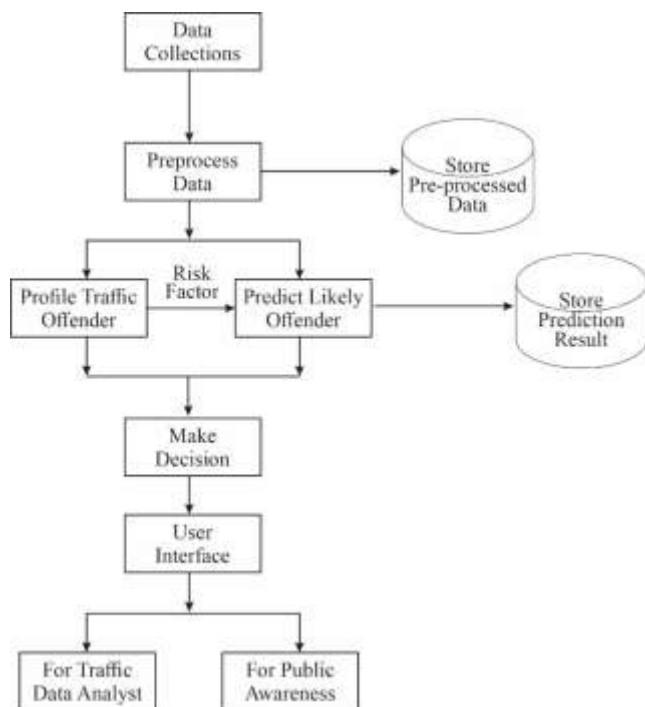 Data
Collections
Preprocess
Data
Store
Pre-processed
Data
Risk
Factor
Profile Traffic
Offender
Predict Likely
Offender
Store
Prediction
Result
Make
Decision
User
Interface
For Traffic
Data Analyst
For Public
Awareness